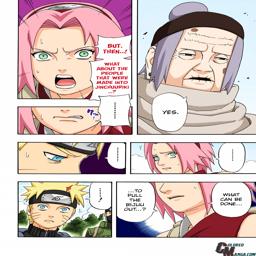 BUT,
THEN...!
WHAT
ABOUT THE
PEOPLE
THAT WERE
MADE INTO
JINCHUURIKI
.........
YES.
.........
.........
.........
...TO PULL
THE
BIJUU
OUT...?
WHAT CAN
BE DONE...
COLORED
MANGA.COM